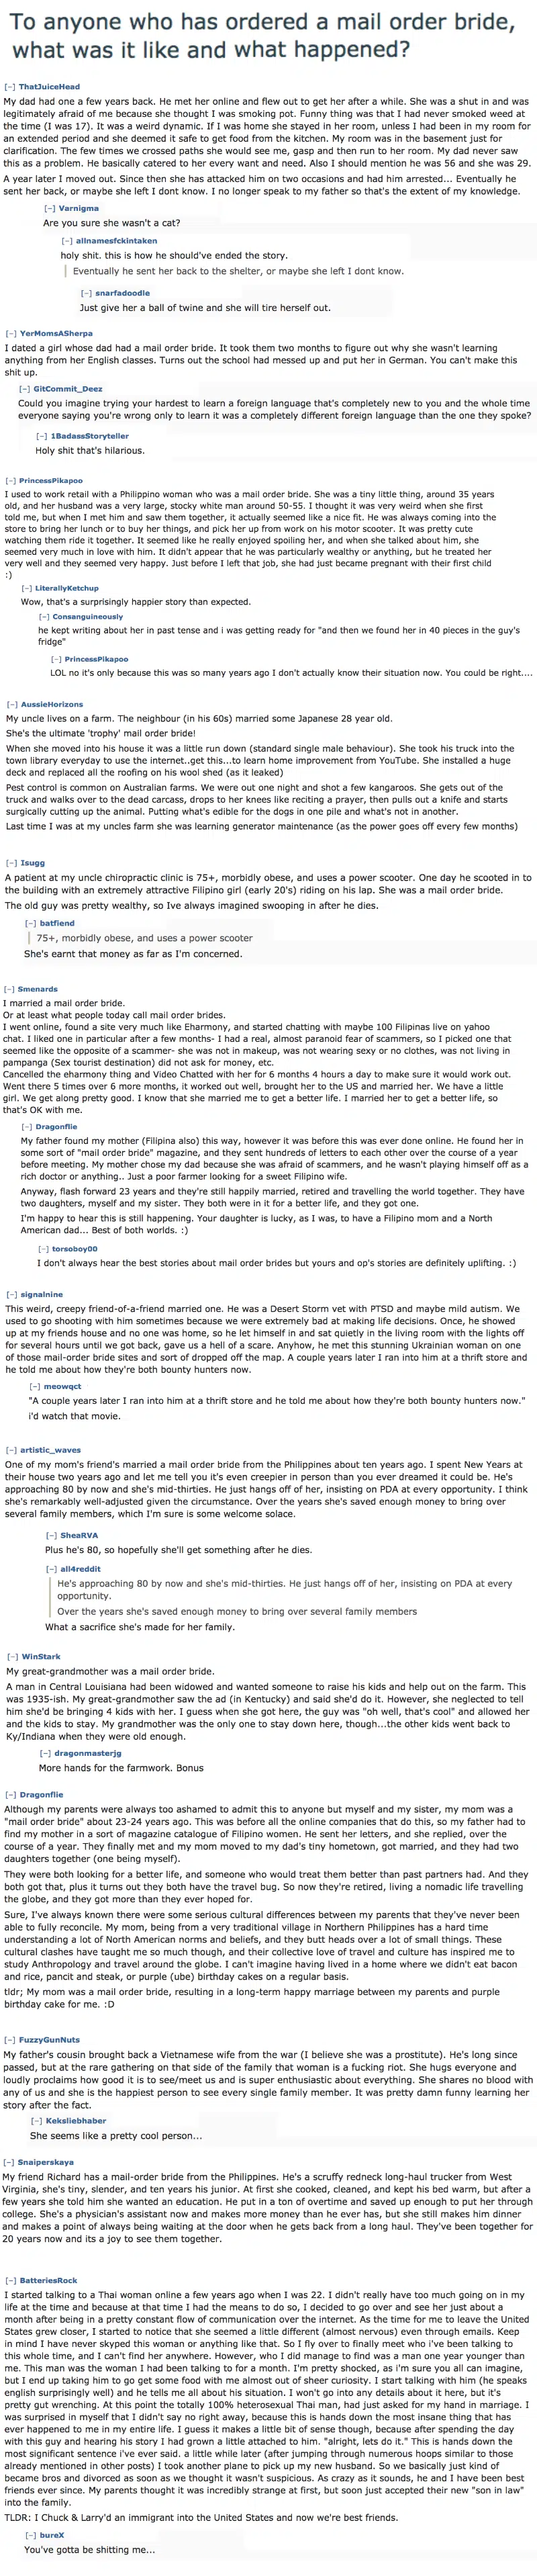 To anyone who has ordered a mail order bride,
what was it like and what happened?
[-] ThatJuiceHead
My dad had one a few years back. He met her online and flew out to get her after a while. She was a shut in and was
legitimately afraid of me because she thought I was smoking pot. Funny thing was that I had never smoked weed at
the time (I was 17). It was a weird dynamic. If I was home she stayed in her room, unless I had been in my room for
an extended period and she deemed it safe to get food from the kitchen. My room was in the basement just for
clarification. The few times we crossed paths she would see me, gasp and then run to her room. My dad never saw
this as a problem. He basically catered to her every want and need. Also I should mention he was 56 and she was 29.
A year later I moved out. Since then she has attacked him on two occasions and had him arrested... Eventually he
sent her back, or maybe she left I dont know. I no longer speak to my father so that's the extent of my knowledge.
[-] Varnigma
Are you sure she wasn't a cat?
[-] allnamesfckintaken
holy shit. this is how he should've ended the story.
Eventually he sent her back to the shelter, or maybe she left I dont know.
[-] snarfadoodle
Just give her a ball of twine and she will tire herself out.
[-] YerMomsASherpa
I dated a girl whose dad had a mail order bride. It took them two months to figure out why she wasn't learning
anything from her English classes. Turns out the school had messed up and put her in German. You can't make this
shit up.
[-] GitCommit_Deez
Could you imagine trying your hardest to learn a foreign language that's completely new to you and the whole time
everyone saying you're wrong only to learn it was a completely different foreign language than the one they spoke?
[-] 1BadassStoryteller
Holy shit that's hilarious.
[-] PrincessPikapoo
I used to work retail with a Philippino woman who was a mail order bride. She was a tiny little thing, around 35 years
old, and her husband was a very large, stocky white man around 50-55. I thought it was very weird when she first
told me, but when I met him and saw them together, it actually seemed like a nice fit. He was always coming into the
store to bring her lunch or to buy her things, and pick her up from work on his motor scooter. It was pretty cute
watching them ride it together. It seemed like he really enjoyed spoiling her, and when she talked about him, she
seemed very much in love with him. It didn't appear that he was particularly wealthy or anything, but he treated her
very well and they seemed very happy. Just before I left that job, she had just became pregnant with their first child
:)
[-] LiterallyKetchup
Wow, that's a surprisingly happier story than expected.
[-] Consanguineously
he kept writing about her in past tense and i was getting ready for "and then we found her in 40 pieces in the guy's
fridge"
[-] PrincessPikapoo
LOL no it's only because this was so many years ago I don't actually know their situation now. You could be right....
[-] AussieHorizons
My uncle lives on a farm. The neighbour (in his 60s) married some Japanese 28 year old.
She's the ultimate 'trophy' mail order bride!
When she moved into his house it was a little run down (standard single male behaviour). She took his truck into the
town library everyday to use the internet..get this...to learn home improvement from YouTube. She installed a huge
deck and replaced all the roofing on his wool shed (as it leaked)
Pest control is common on Australian farms. We were out one night and shot a few kangaroos. She gets out of the
truck and walks over to the dead carcass, drops to her knees like reciting a prayer, then pulls out a knife and starts
surgically cutting up the animal. Putting what's edible for the dogs in one pile and what's not in another.
Last time I was at my uncles farm she was learning generator maintenance (as the power goes off every few months)
[-] Isugg
A patient at my uncle chiropractic clinic is 75+, morbidly obese, and uses a power scooter. One day he scooted in to
the building with an extremely attractive Filipino girl (early 20's) riding on his lap. She was a mail order bride.
The old guy was pretty wealthy, so Ive always imagined swooping in after he dies.
[-] batfiend
75+, morbidly obese, and uses a power scooter
She's earnt that money as far as I'm concerned.
[-] Smenards
I married a mail order bride.
Or at least what people today call mail order brides.
I went online, found a site very much like Eharmony, and started chatting with maybe 100 Filipinas live on yahoo
chat. I liked one in particular after a few months- I had a real, almost paranoid fear of scammers, so I picked one that
seemed like the opposite of a scammer- she was not in makeup, was not wearing sexy or no clothes, was not living in
pampanga (Sex tourist destination) did not ask for money, etc.
Cancelled the eharmony thing and Video Chatted with her for 6 months 4 hours a day to make sure it would work out.
Went there 5 times over 6 more months, it worked out well, brought her to the US and married her. We have a little
girl. We get along pretty good. I know that she married me to get a better life. I married her to get a better life, so
that's OK with me.
[-] Dragonflie
My father found my mother (Filipina also) this way, however it was before this was ever done online. He found her in
some sort of "mail order bride" magazine, and they sent hundreds of letters to each other over the course of a year
before meeting. My mother chose my dad because she was afraid of scammers, and he wasn't playing himself off as a
rich doctor or anything.. Just a poor farmer looking for a sweet Filipino wife.
Anyway, flash forward 23 years and they're still happily married, retired and travelling the world together. They have
two daughters, myself and my sister. They both were in it for a better life, and they got one.
I'm happy to hear this is still happening. Your daughter is lucky, as I was, to have a Filipino mom and a North
American dad... Best of both worlds. :)
[-] torsoboy00
I don't always hear the best stories about mail order brides but yours and op's stories are definitely uplifting. :)
[-] signalnine
This weird, creepy friend-of-a-friend married one. He was a Desert Storm vet with PTSD and maybe mild autism. We
used to go shooting with him sometimes because we were extremely bad at making life decisions. Once, he showed
up at my friends house and no one was home, so he let himself in and sat quietly in the living room with the lights off
for several hours until we got back, gave us a hell of a scare. Anyhow, he met this stunning Ukrainian woman on one
of those mail-order-bride sites and sort of dropped off the map. A couple years later I ran into him at a thrift store and
he told me about how they're both bounty hunters now.
[-] meowqct
"A couple years later I ran into him at a thrift store and he told me about how they're both bounty hunters now."
i'd watch that movie.
[-] artistic_waves
One of my mom's friend's married a mail order bride from the Philippines about ten years ago. I spent New Years at
their house two years ago and let me tell you it's even creepier in person than you ever dreamed it could be. He's
approaching 80 by now and she's mid-thirties. He just hangs off of her, insisting on PDA at every opportunity. I think
she's remarkably well-adjusted given the circumstance. Over the years she's saved enough money to bring over
several family members, which I'm sure is some welcome solace.
[-] SheaRVA
Plus he's 80, so hopefully she'll get something after he dies.
[-] all4reddit
He's approaching 80 by now and she's mid-thirties. He just hangs off of her, insisting on PDA at every
opportunity.
Over the years she's saved enough money to bring over several family members
What a sacrifice she's made for her family.
[-] WinStark
My great-grandmother was a mail order bride.
A man in Central Louisiana had been widowed and wanted someone to raise his kids and help out on the farm. This
was 1935-ish. My great-grandmother saw the ad (in Kentucky) and said she'd do it. However, she neglected to tell
him she'd be bringing 4 kids with her. I guess when she got here, the guy was "oh well, that's cool" and allowed her
and the kids to stay. My grandmother was the only one to stay down here, though...the other kids went back to
Ky/Indiana when they were old enough.
[-] dragonmasterjg
More hands for the farmwork. Bonus
[-] Dragonflie
Although my parents were always too ashamed to admit this to anyone but myself and my sister, my mom was a
"mail order bride" about 23-24 years ago. This was before all the online companies that do this, so my father had to
find my mother in a sort of magazine catalogue of Filipino women. He sent her letters, and she replied, over the
course of a year. They finally met and my mom moved to my dad's tiny hometown, got married, and they had two
daughters together (one being myself).
They were both looking for a better life, and someone who would treat them better than past partners had. And they
both got that, plus it turns out they both have the travel bug. So now they're retired, living a nomadic life travelling
the globe, and they got more than they ever hoped for.
Sure, I've always known there were some serious cultural differences between my parents that they've never been
able to fully reconcile. My mom, being from a very traditional village in Northern Philippines has a hard time
understanding a lot of North American norms and beliefs, and they butt heads over a lot of small things. These
cultural clashes have taught me so much though, and their collective love of travel and culture has inspired me to
study Anthropology and travel around the globe. I can't imagine having lived in a home where we didn't eat bacon
and rice, pancit and steak, or purple (ube) birthday cakes on a regular basis.
tldr; My mom was a mail order bride, resulting in a long-term happy marriage between my parents and purple
birthday cake for me. :D
[-] FuzzyGunNuts
My father's cousin brought back a Vietnamese wife from the war (I believe she was a prostitute). He's long since
passed, but at the rare gathering on that side of the family that woman is a fucking riot. She hugs everyone and
loudly proclaims how good it is to see/meet us and is super enthusiastic about everything. She shares no blood with
any of us and she is the happiest person to see every single family member. It was pretty damn funny learning her
story after the fact.
[-] Keksliebhaber
She seems like a pretty cool person...
[-] Snaiperskaya
My friend Richard has a mail-order bride from the Philippines. He's a scruffy redneck long-haul trucker from West
Virginia, she's tiny, slender, and ten years his junior. At first she cooked, cleaned, and kept his bed warm, but after a
few years she told him she wanted an education. He put in a ton of overtime and saved up enough to put her through
college. She's a physician's assistant now and makes more money than he ever has, but she still makes him dinner
and makes a point of always being waiting at the door when he gets back from a long haul. They've been together for
20 years now and its a joy to see them together.
[-] BatteriesRock
I started talking to a Thai woman online a few years ago when I was 22. I didn't really have too much going on in my
life at the time and because at that time I had the means to do so, I decided to go over and see her just about a
month after being in a pretty constant flow of communication over the internet. As the time for me to leave the United
States grew closer, I started to notice that she seemed a little different (almost nervous) even through emails. Keep
in mind I have never skyped this woman or anything like that. So I fly over to finally meet who i've been talking to
this whole time, and I can't find her anywhere. However, who I did manage to find was a man one year younger than
me. This man was the woman I had been talking to for a month. I'm pretty shocked, as i'm sure you all can imagine,
but I end up taking him to go get some food with me almost out of sheer curiosity. I start talking with him (he speaks
english surprisingly well) and he tells me all about his situation. I won't go into any details about it here, but it's
pretty gut wrenching. At this point the totally 100% heterosexual Thai man, had just asked for my hand in marriage. I
was surprised in myself that I didn't say no right away, because this is hands down the most insane thing that has
ever happened to me in my entire life. I guess it makes a little bit of sense though, because after spending the day
with this guy and hearing his story I had grown a little attached to him. "alright, lets do it." This is hands down the
most significant sentence i've ever said. a little while later (after jumping through numerous hoops similar to those
already mentioned in other posts) I took another plane to pick up my new husband. So we basically just kind of
became bros and divorced as soon as we thought it wasn't suspicious. As crazy as it sounds, he and I have been best
friends ever since. My parents thought it was incredibly strange at first, but soon just accepted their new "son in law"
into the family.
TLDR: I Chuck & Larry'd an immigrant into the United States and now we're best friends.
[-] bureX
You've gotta be shitting me...